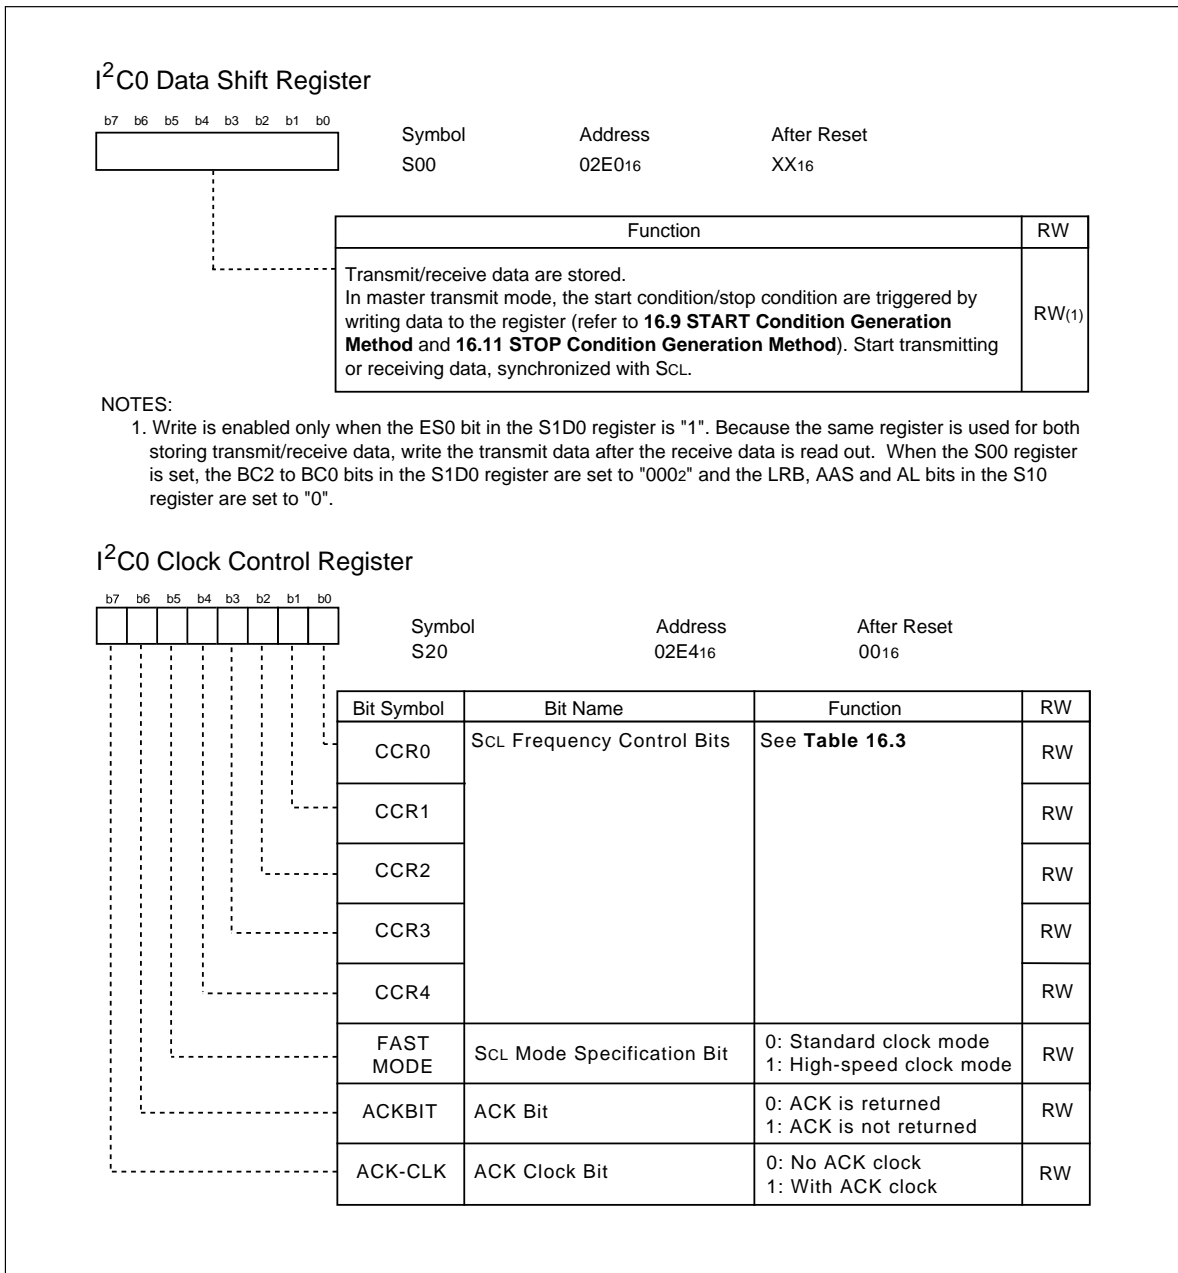 I2C0 Data Shift Register
b7 b6 b5 b4 b3 b2 b1 b0
Symbol Address After Reset
S00 02E016 XX16
Function RW
Transmit/receive data are stored.
In master transmit mode, the start condition/stop condition are triggered by
writing data to the register (refer to 16.9 START Condition Generation
Method and 16.11 STOP Condition Generation Method). Start transmitting
or receiving data, synchronized with SCL.
RW(1)
NOTES:
1. Write is enabled only when the ES0 bit in the S1D0 register is "1". Because the same register is used for both
storing transmit/receive data, write the transmit data after the receive data is read out. When the S00 register
is set, the BC2 to BC0 bits in the S1D0 register are set to "0002" and the LRB, AAS and AL bits in the S10
register are set to "0".
I2C0 Clock Control Register
b7 b6 b5 b4 b3 b2 b1 b0
Symbol Address After Reset
S20 02E416 0016
Bit Symbol Bit Name Function RW
CCR0 SCL Frequency Control Bits See Table 16.3 RW
CCR1 RW
CCR2 RW
CCR3 RW
CCR4 RW
FAST
MODE
SCL Mode Specification Bit
0: Standard clock mode
1: High-speed clock mode
RW
ACKBIT ACK Bit
0: ACK is returned
1: ACK is not returned
RW
ACK-CLK ACK Clock Bit
0: No ACK clock
1: With ACK clock
RW